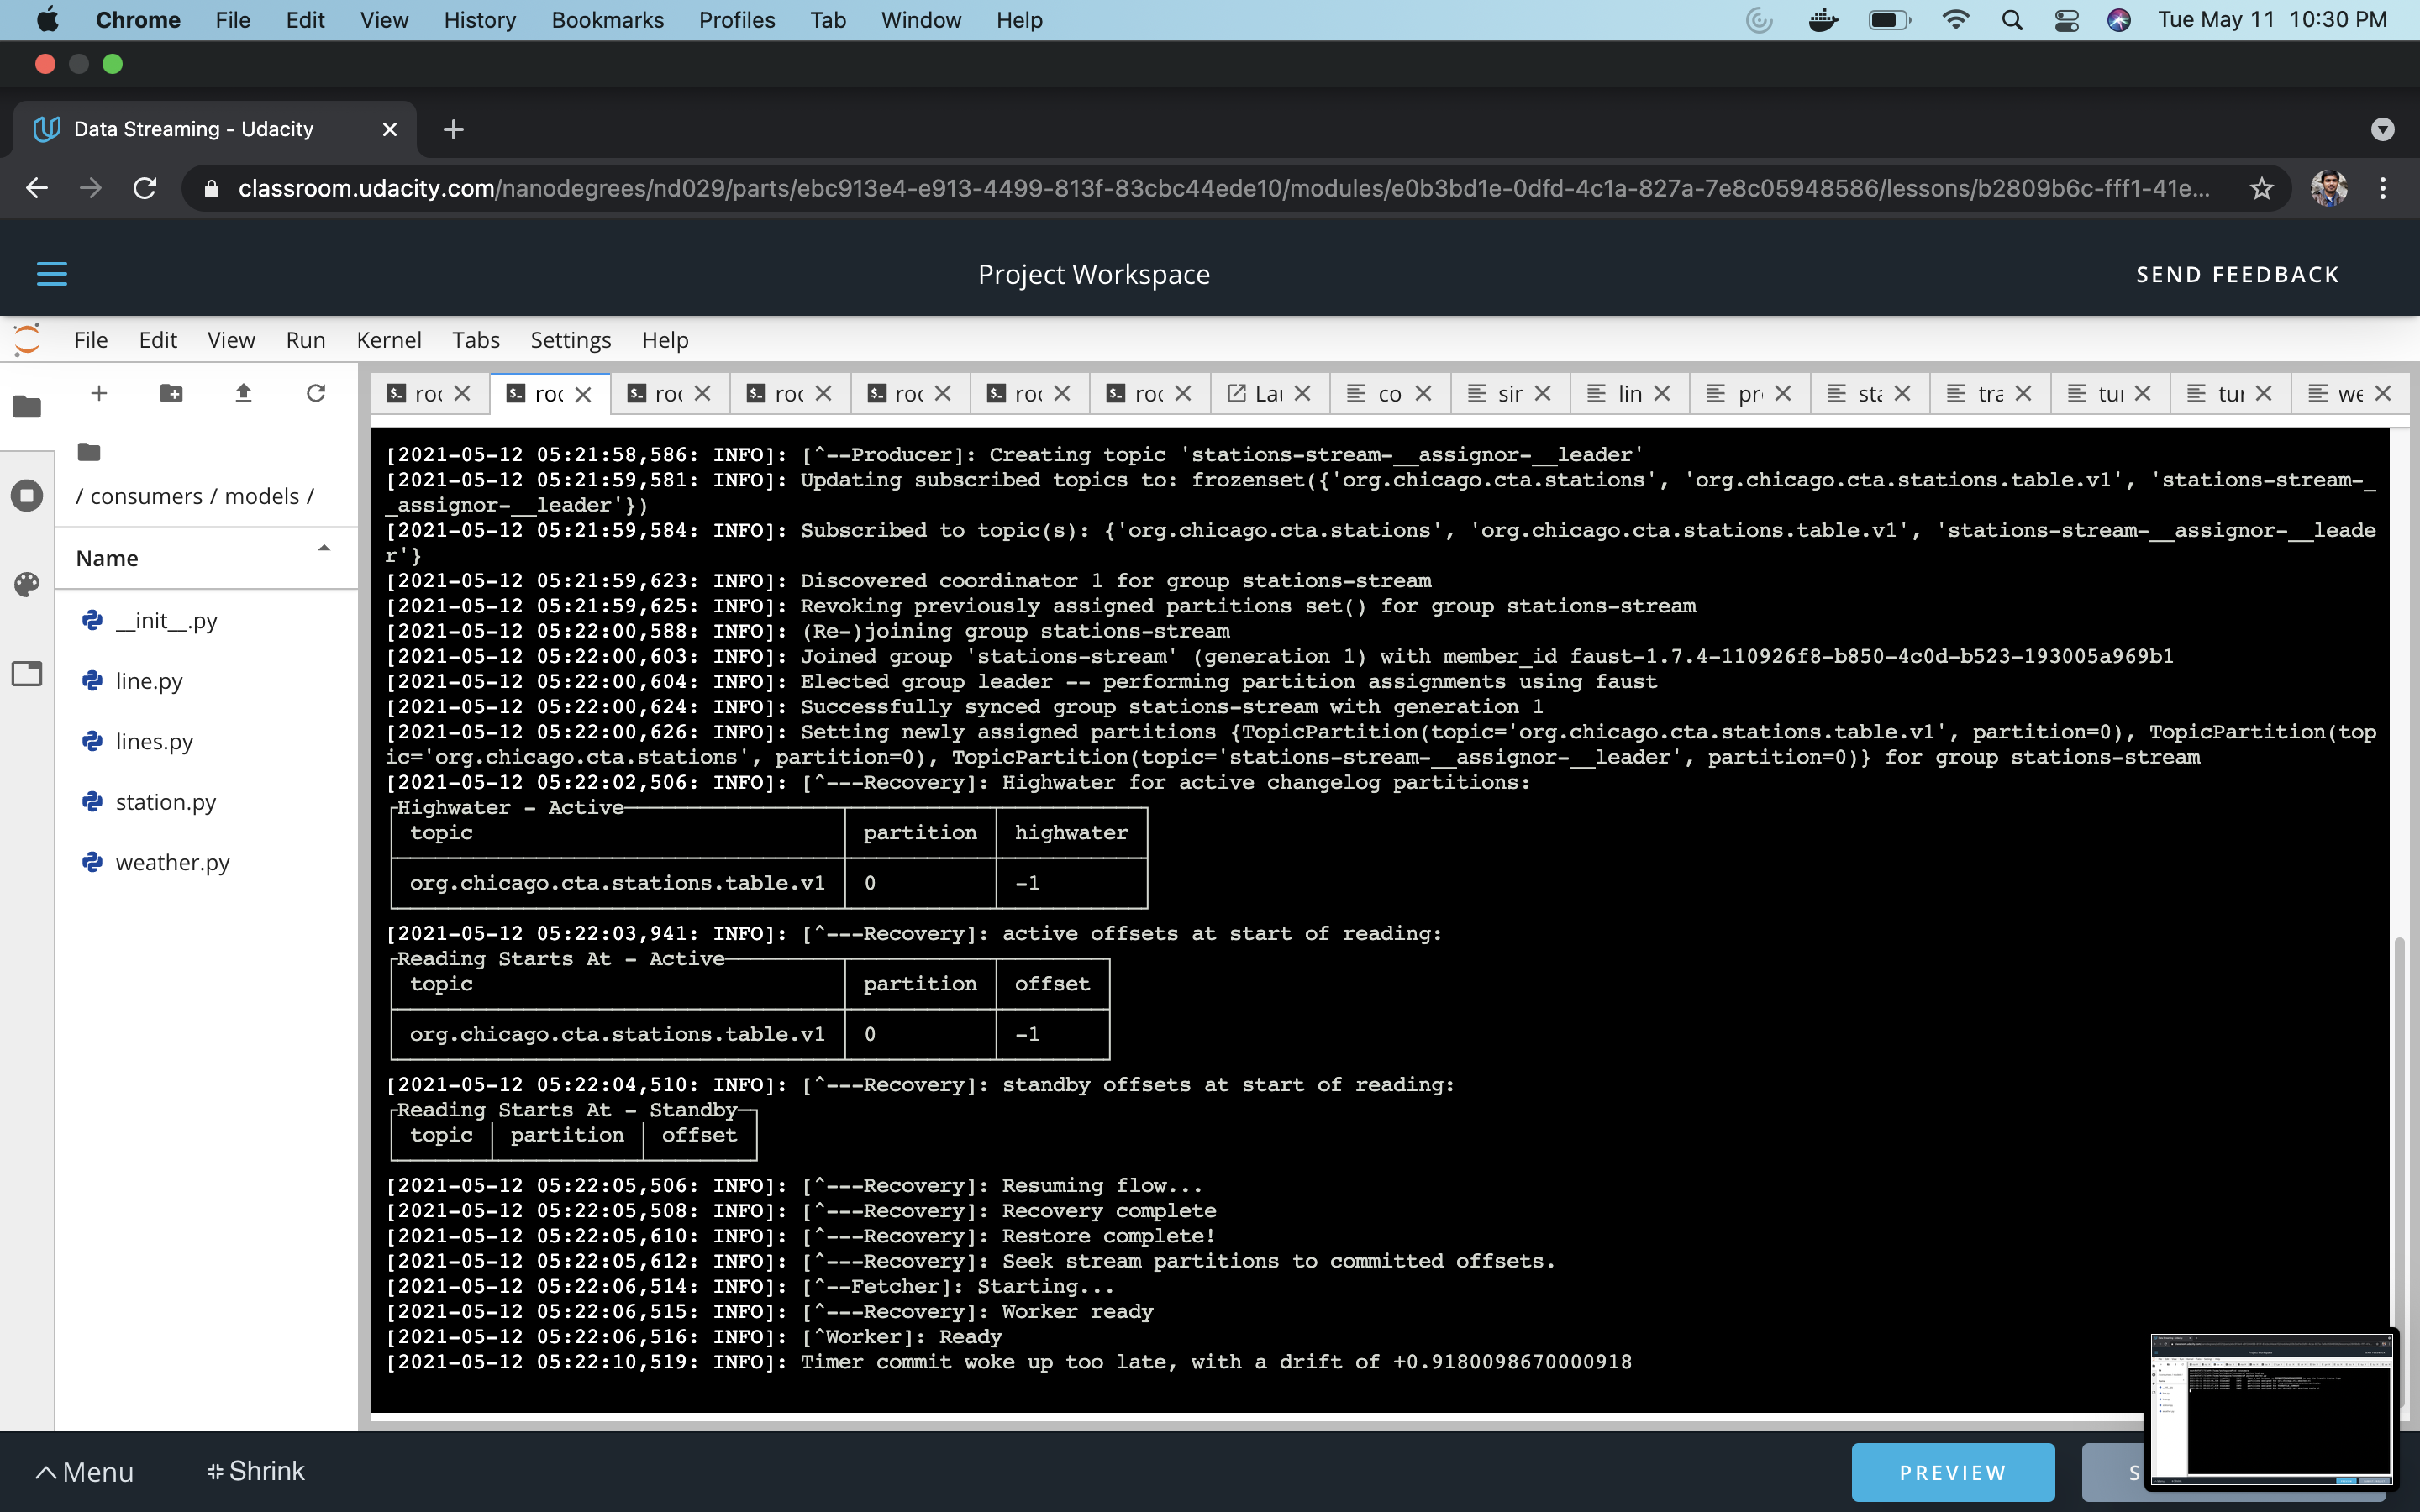 Chrome File Edit View History Bookmarks Profiles Tab Window Help Tue May 11 10:30 PM
Data Streaming - Udacity
classroom.udacity.com/nanodegrees/nd029/parts/ebc913e4-e913-4499-813f-83cbc44ede10/modules/e0b3bd1e-0dfd-4c1a-827a-7e8c05948586/lessons/b2809b6c-fff1-41e...
Project Workspace SEND FEEDBACK
File Edit View Run Kernel Tabs Settings Help
roc roc roc roc roc roc roc Lau co sir lin pr sta tra tur tur we
/ consumers / models /
Name
__init__.py
line.py
lines.py
station.py
weather.py
[2021-05-12 05:21:58,586: INFO]: [^--Producer]: Creating topic 'stations-stream-__assignor-__leader'
[2021-05-12 05:21:59,581: INFO]: Updating subscribed topics to: frozenset({'org.chicago.cta.stations', 'org.chicago.cta.stations.table.v1', 'stations-stream-_
_assignor-__leader'})
[2021-05-12 05:21:59,584: INFO]: Subscribed to topic(s): {'org.chicago.cta.stations', 'org.chicago.cta.stations.table.v1', 'stations-stream-__assignor-__leade
r'}
[2021-05-12 05:21:59,623: INFO]: Discovered coordinator 1 for group stations-stream
[2021-05-12 05:21:59,625: INFO]: Revoking previously assigned partitions set() for group stations-stream
[2021-05-12 05:22:00,588: INFO]: (Re-)joining group stations-stream
[2021-05-12 05:22:00,603: INFO]: Joined group 'stations-stream' (generation 1) with member_id faust-1.7.4-110926f8-b850-4c0d-b523-193005a969b1
[2021-05-12 05:22:00,604: INFO]: Elected group leader -- performing partition assignments using faust
[2021-05-12 05:22:00,624: INFO]: Successfully synced group stations-stream with generation 1
[2021-05-12 05:22:00,626: INFO]: Setting newly assigned partitions {TopicPartition(topic='org.chicago.cta.stations.table.v1', partition=0), TopicPartition(top
ic='org.chicago.cta.stations', partition=0), TopicPartition(topic='stations-stream-__assignor-__leader', partition=0)} for group stations-stream
[2021-05-12 05:22:02,506: INFO]: [^---Recovery]: Highwater for active changelog partitions:
Highwater - Active
topic partition highwater
org.chicago.cta.stations.table.v1 0 -1
[2021-05-12 05:22:03,941: INFO]: [^---Recovery]: active offsets at start of reading:
Reading Starts At - Active
topic partition offset
org.chicago.cta.stations.table.v1 0 -1
[2021-05-12 05:22:04,510: INFO]: [^---Recovery]: standby offsets at start of reading:
Reading Starts At - Standby
topic partition offset
[2021-05-12 05:22:05,506: INFO]: [^---Recovery]: Resuming flow...
[2021-05-12 05:22:05,508: INFO]: [^---Recovery]: Recovery complete
[2021-05-12 05:22:05,610: INFO]: [^---Recovery]: Restore complete!
[2021-05-12 05:22:05,612: INFO]: [^---Recovery]: Seek stream partitions to committed offsets.
[2021-05-12 05:22:06,514: INFO]: [^--Fetcher]: Starting...
[2021-05-12 05:22:06,515: INFO]: [^---Recovery]: Worker ready
[2021-05-12 05:22:06,516: INFO]: [^Worker]: Ready
[2021-05-12 05:22:10,519: INFO]: Timer commit woke up too late, with a drift of +0.9180098670000918
Menu Shrink PREVIEW S